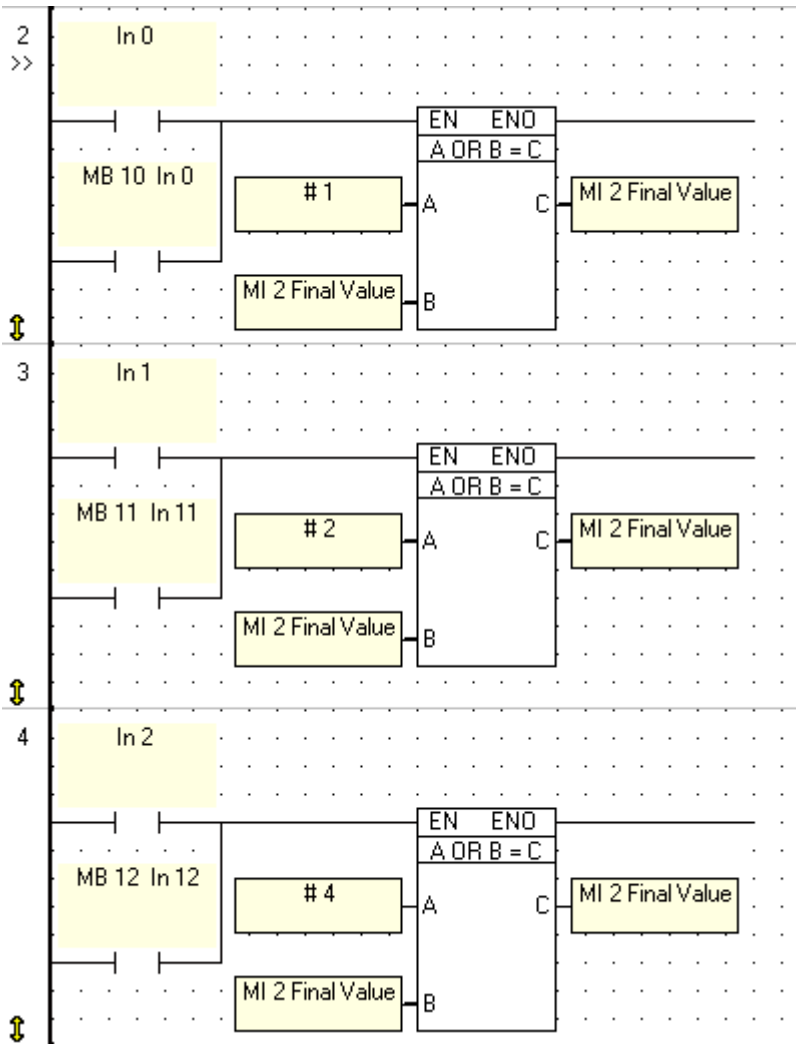 2
>>
In 0
EN ENO
A OR B = C
MB 10 In 0
# 1
A
C
MI 2 Final Value
MI 2 Final Value
B
3
In 1
EN ENO
A OR B = C
MB 11 In 11
# 2
A
C
MI 2 Final Value
MI 2 Final Value
B
4
In 2
EN ENO
A OR B = C
MB 12 In 12
# 4
A
C
MI 2 Final Value
MI 2 Final Value
B